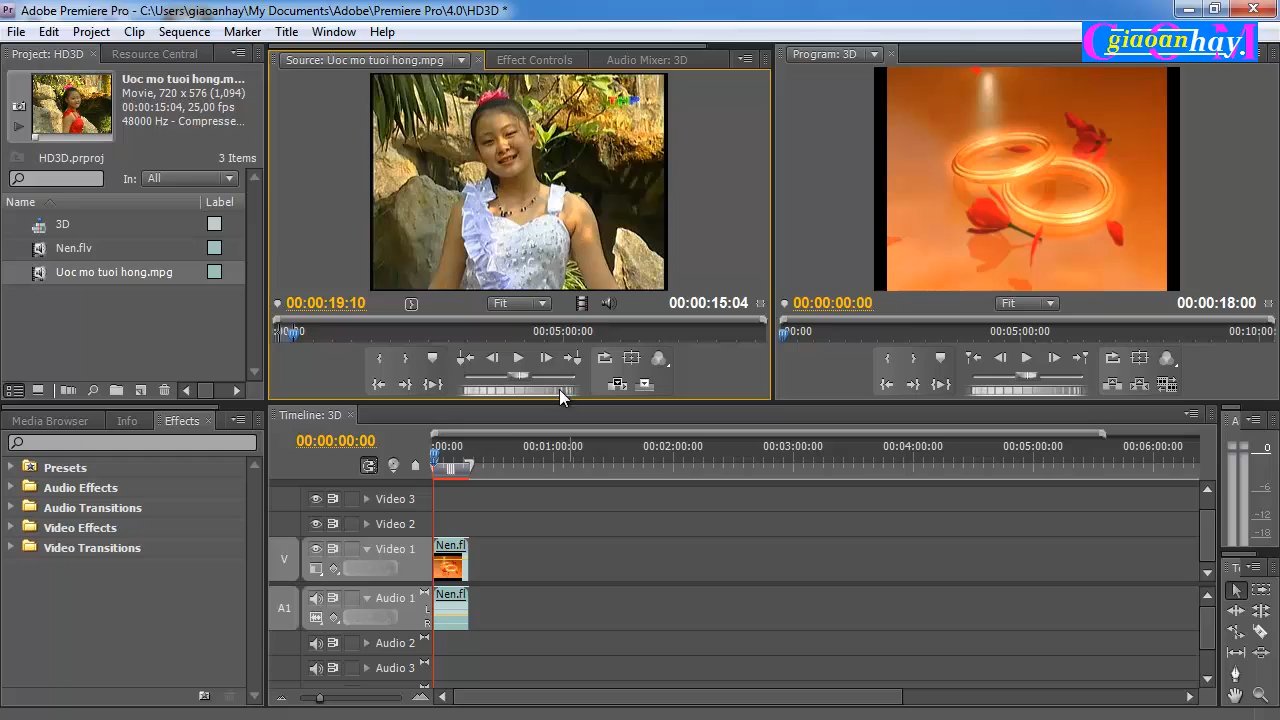 Adobe Premiere Pro - C:\Users\giaoanhay\My Documents\Adobe\Premiere Pro\4.0\HD3D *
File Edit Project Clip Sequence Marker Title Window Help
giaoanhay.
COM
Project: HD3D Resource Central
Source: Uoc mo tuoi hong.mpg Effect Controls Audio Mixer: 3D
Program: 3D
Uoc mo tuoi hong.m...
Movie, 720 x 576 (1,094)
00:00:15:04, 25,00 fps
48000 Hz - Compresse...
HD3D.prproj 3 Items
In: All
Name Label
3D
Nen.flv
Uoc mo tuoi hong.mpg
00:00:19:10 Fit 00:00:15:04
00:05:00:00
00:00:00:00 Fit 00:00:18:00
00:00 00:05:00:00 00:10:00
Media Browser Info Effects
Presets
Audio Effects
Audio Transitions
Video Effects
Video Transitions
Timeline: 3D
00:00:00:00
:00:00 00:01:00:00 00:02:00:00 00:03:00:00 00:04:00:00 00:05:00:00 00:06:00:00
Video 3
Video 2
V Video 1 Nen.fl
A1 Audio 1 Nen.fl
L
R
Audio 2
Audio 3
A
0
-6
-12
-18